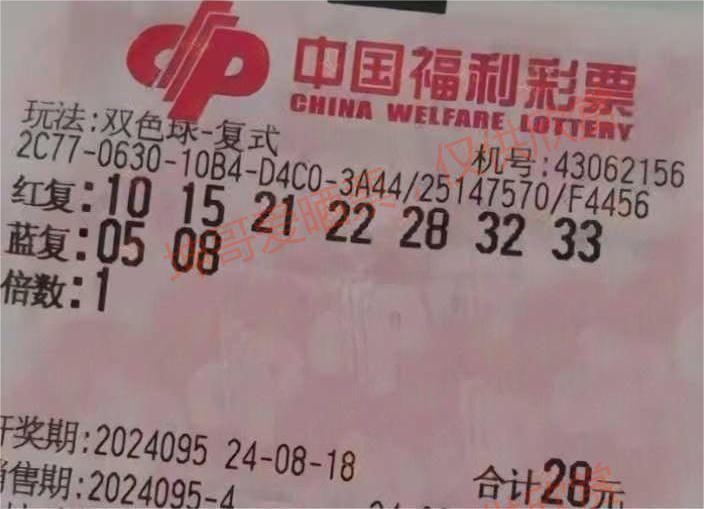 中国福利彩票
CHINA WELFARE LOTTERY
玩法:双色球-复式
机号:43062156
2C77-0630-10B4-D4C0-3A44/25147570/F4456
红复:10 15 21 22 28 32 33
蓝复:05 08
倍数:1
开奖期:2024095 24-08-18
合计28元
销售期:2024095-4